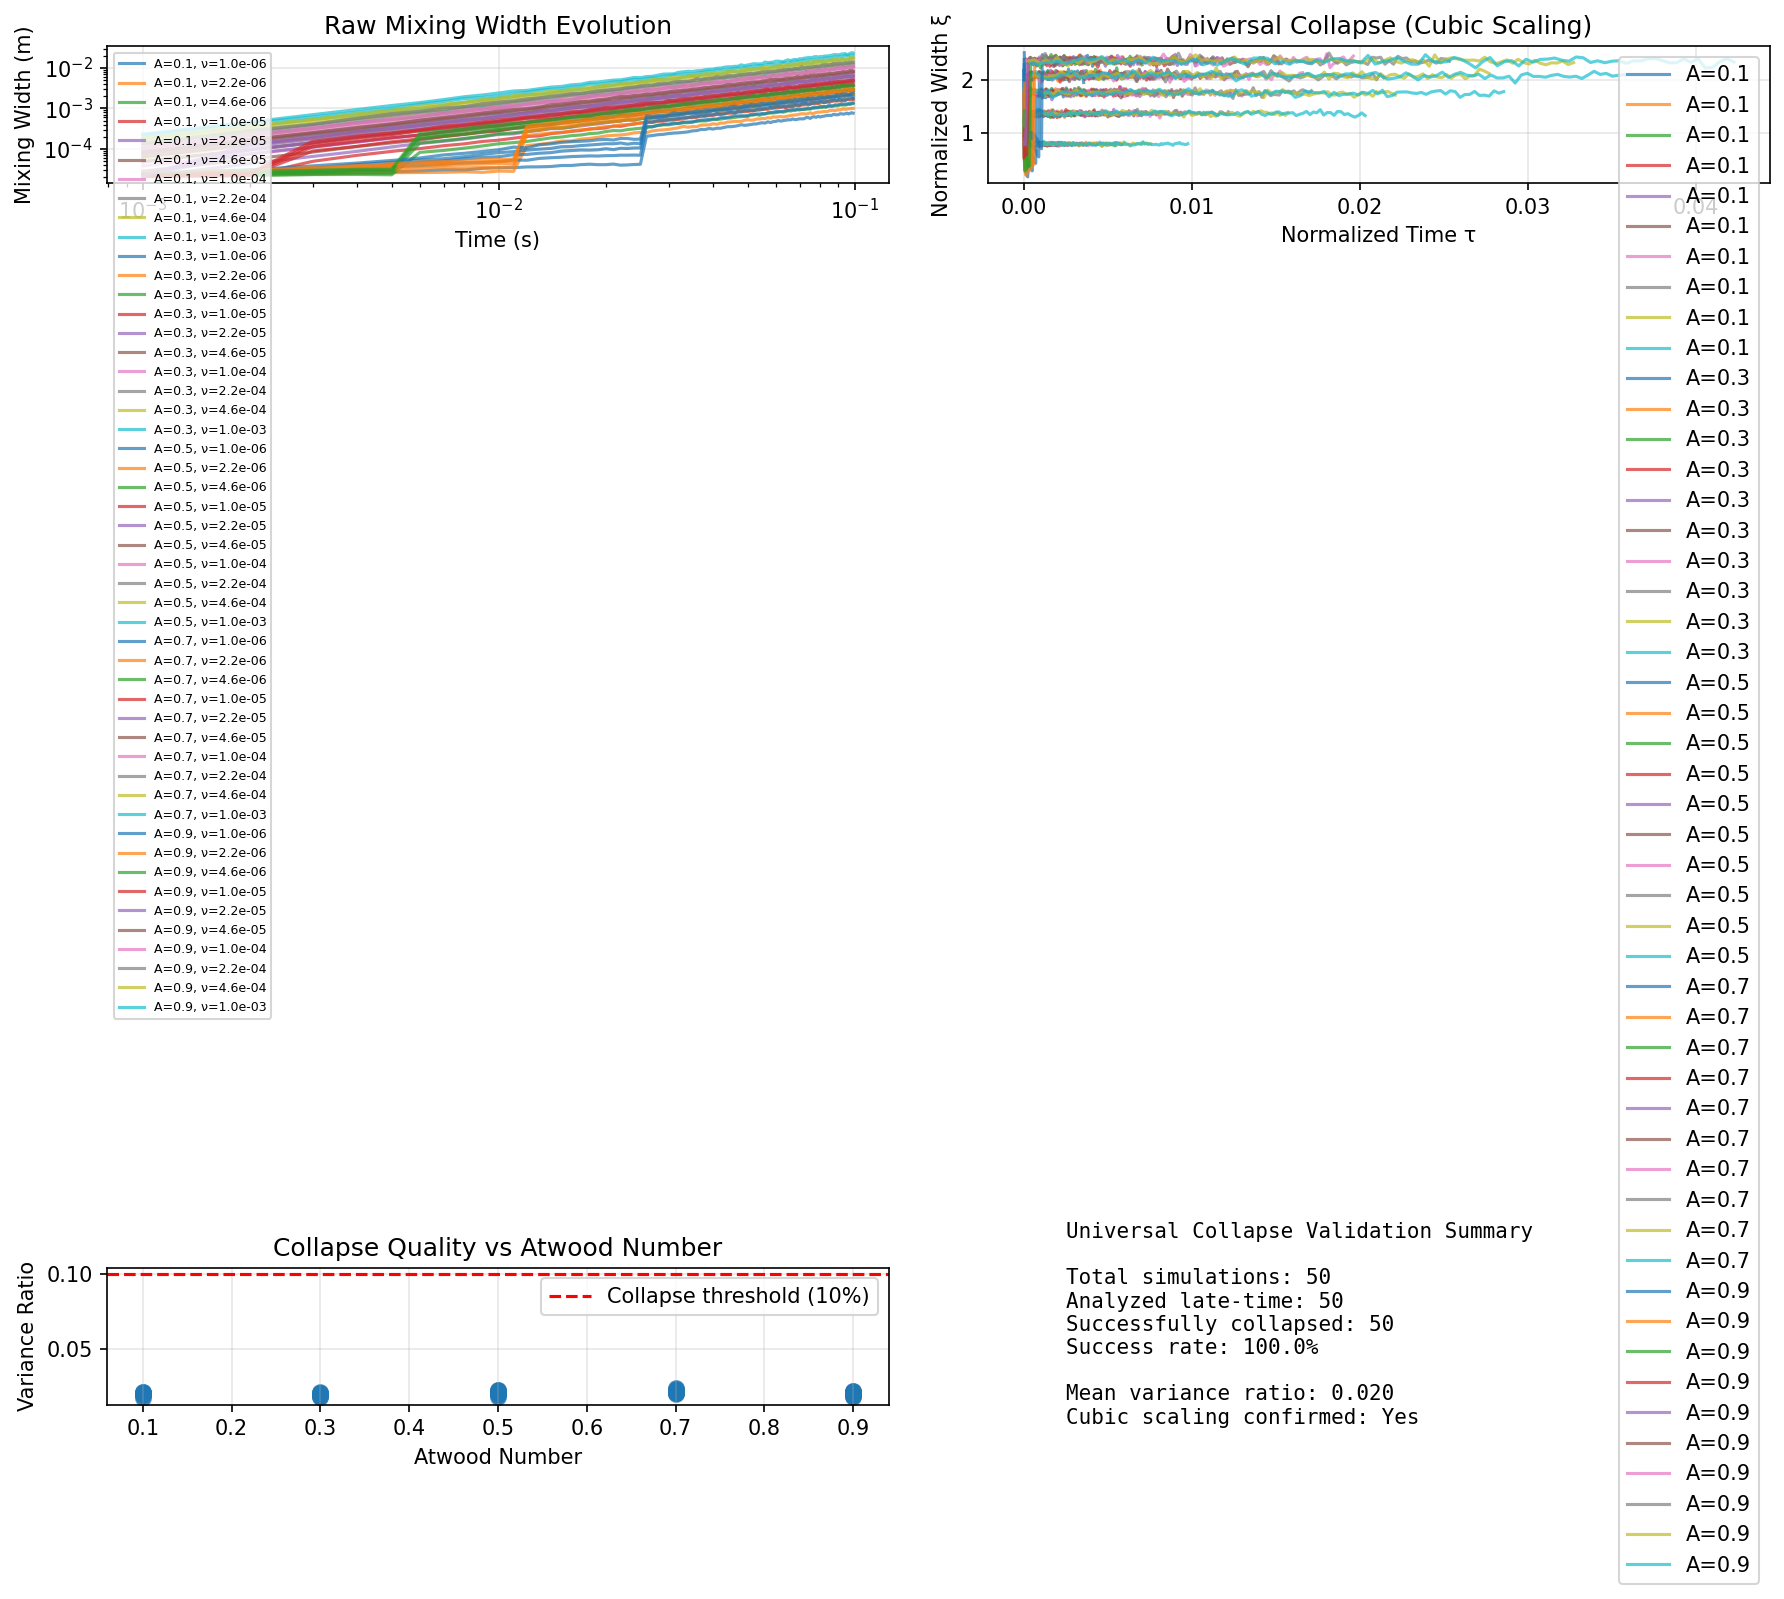 Raw Mixing Width Evolution
Mixing Width (m)
10⁻²
10⁻³
10⁻⁴
10⁻³
10⁻²
10⁻¹
Time (s)
A=0.1, ν=1.0e-06
A=0.1, ν=2.2e-06
A=0.1, ν=4.6e-06
A=0.1, ν=1.0e-05
A=0.1, ν=2.2e-05
A=0.1, ν=4.6e-05
A=0.1, ν=1.0e-04
A=0.1, ν=2.2e-04
A=0.1, ν=4.6e-04
A=0.1, ν=1.0e-03
A=0.3, ν=1.0e-06
A=0.3, ν=2.2e-06
A=0.3, ν=4.6e-06
A=0.3, ν=1.0e-05
A=0.3, ν=2.2e-05
A=0.3, ν=4.6e-05
A=0.3, ν=1.0e-04
A=0.3, ν=2.2e-04
A=0.3, ν=4.6e-04
A=0.3, ν=1.0e-03
A=0.5, ν=1.0e-06
A=0.5, ν=2.2e-06
A=0.5, ν=4.6e-06
A=0.5, ν=1.0e-05
A=0.5, ν=2.2e-05
A=0.5, ν=4.6e-05
A=0.5, ν=1.0e-04
A=0.5, ν=2.2e-04
A=0.5, ν=4.6e-04
A=0.5, ν=1.0e-03
A=0.7, ν=1.0e-06
A=0.7, ν=2.2e-06
A=0.7, ν=4.6e-06
A=0.7, ν=1.0e-05
A=0.7, ν=2.2e-05
A=0.7, ν=4.6e-05
A=0.7, ν=1.0e-04
A=0.7, ν=2.2e-04
A=0.7, ν=4.6e-04
A=0.7, ν=1.0e-03
A=0.9, ν=1.0e-06
A=0.9, ν=2.2e-06
A=0.9, ν=4.6e-06
A=0.9, ν=1.0e-05
A=0.9, ν=2.2e-05
A=0.9, ν=4.6e-05
A=0.9, ν=1.0e-04
A=0.9, ν=2.2e-04
A=0.9, ν=4.6e-04
A=0.9, ν=1.0e-03
Universal Collapse (Cubic Scaling)
Normalized Width ξ
2
1
0.00
0.01
0.02
0.03
0.04
Normalized Time τ
A=0.1
A=0.1
A=0.1
A=0.1
A=0.1
A=0.1
A=0.1
A=0.1
A=0.1
A=0.1
A=0.3
A=0.3
A=0.3
A=0.3
A=0.3
A=0.3
A=0.3
A=0.3
A=0.3
A=0.3
A=0.5
A=0.5
A=0.5
A=0.5
A=0.5
A=0.5
A=0.5
A=0.5
A=0.5
A=0.5
A=0.7
A=0.7
A=0.7
A=0.7
A=0.7
A=0.7
A=0.7
A=0.7
A=0.7
A=0.7
A=0.9
A=0.9
A=0.9
A=0.9
A=0.9
A=0.9
A=0.9
A=0.9
A=0.9
A=0.9
Collapse Quality vs Atwood Number
Variance Ratio
0.10
0.05
Collapse threshold (10%)
0.1
0.2
0.3
0.4
0.5
0.6
0.7
0.8
0.9
Atwood Number
Universal Collapse Validation Summary
Total simulations: 50
Analyzed late-time: 50
Successfully collapsed: 50
Success rate: 100.0%
Mean variance ratio: 0.020
Cubic scaling confirmed: Yes